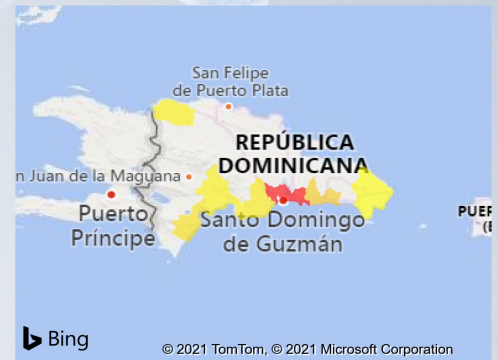 San Felipe
de Puerto Plata
REPÚBLICA
DOMINICANA
n Juan de la Maguana
Puerto
Príncipe
Santo Domingo
de Guzmán
PUER
(E
Bing
© 2021 TomTom, © 2021 Microsoft Corporation